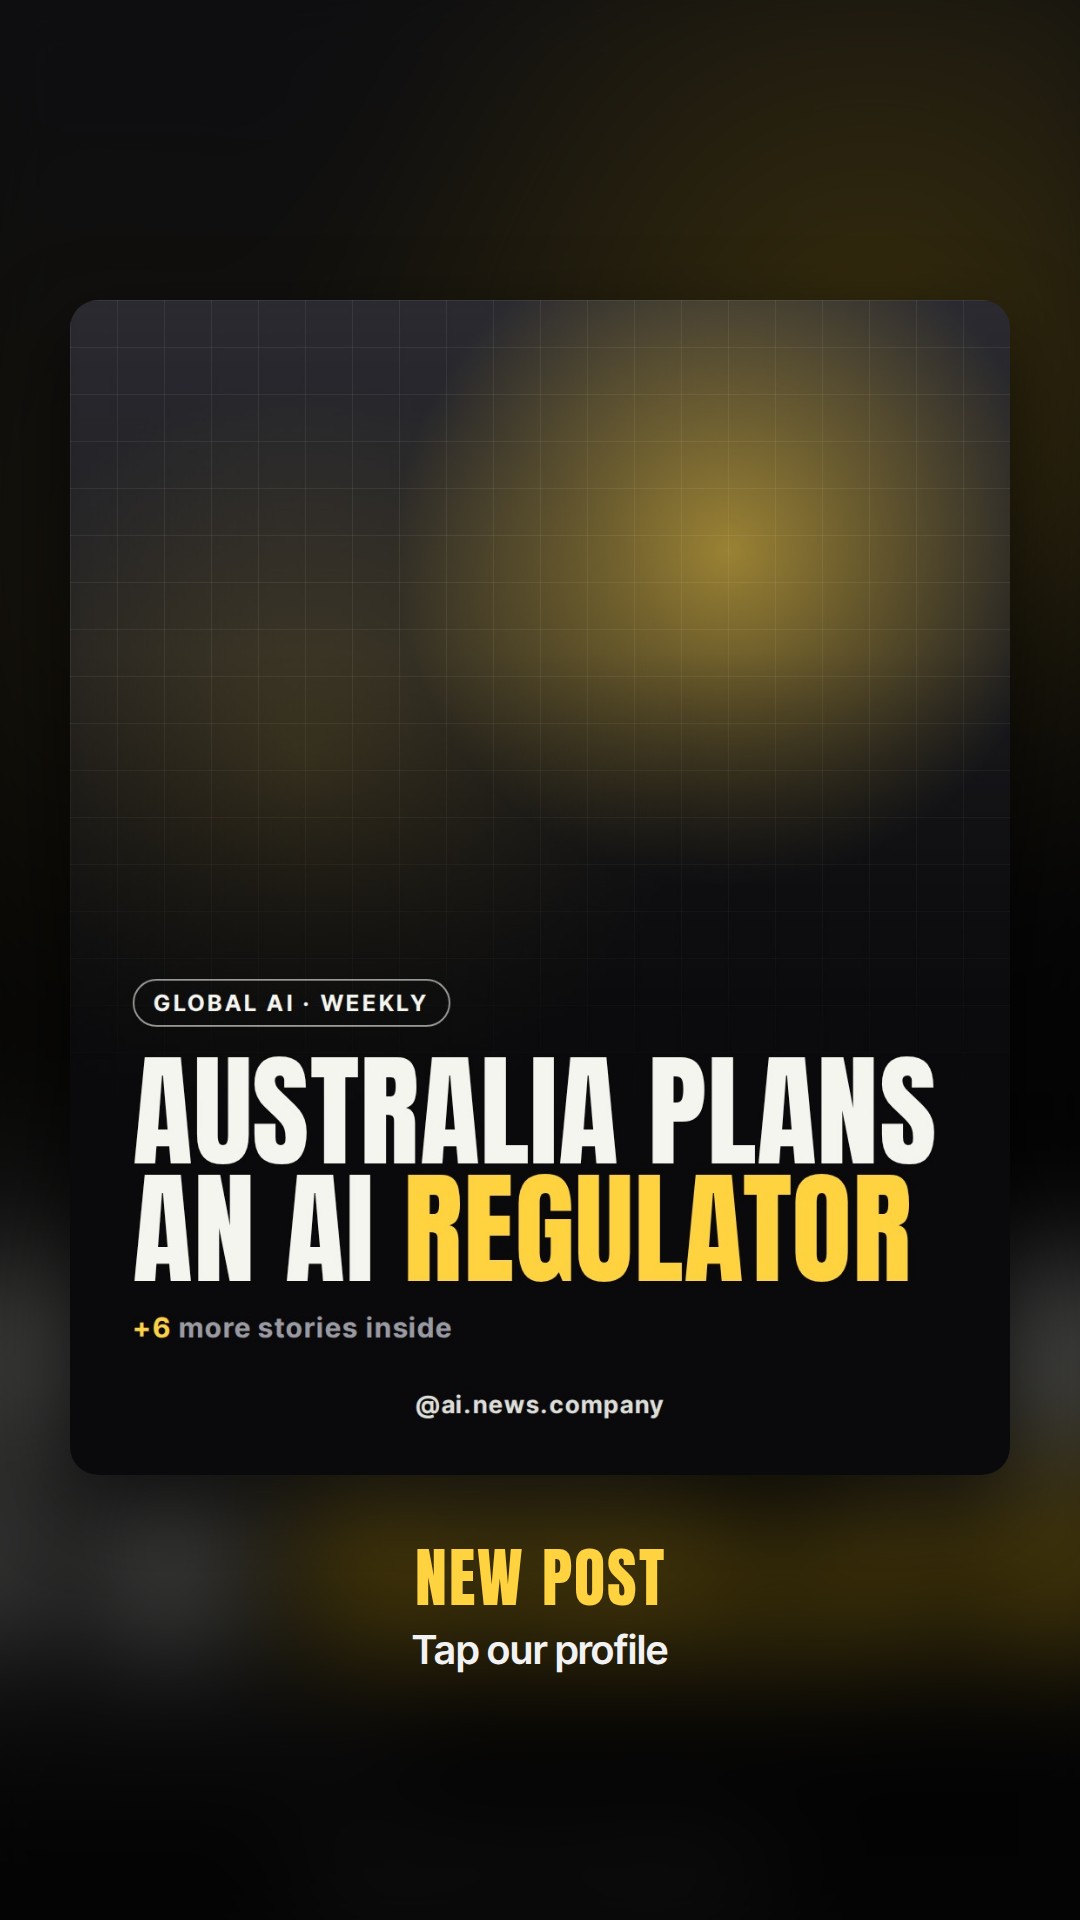 GLOBAL AI · WEEKLY
AUSTRALIA PLANS
AN AI REGULATOR
+6 more stories inside
@ai.news.company
NEW POST
Tap our profile